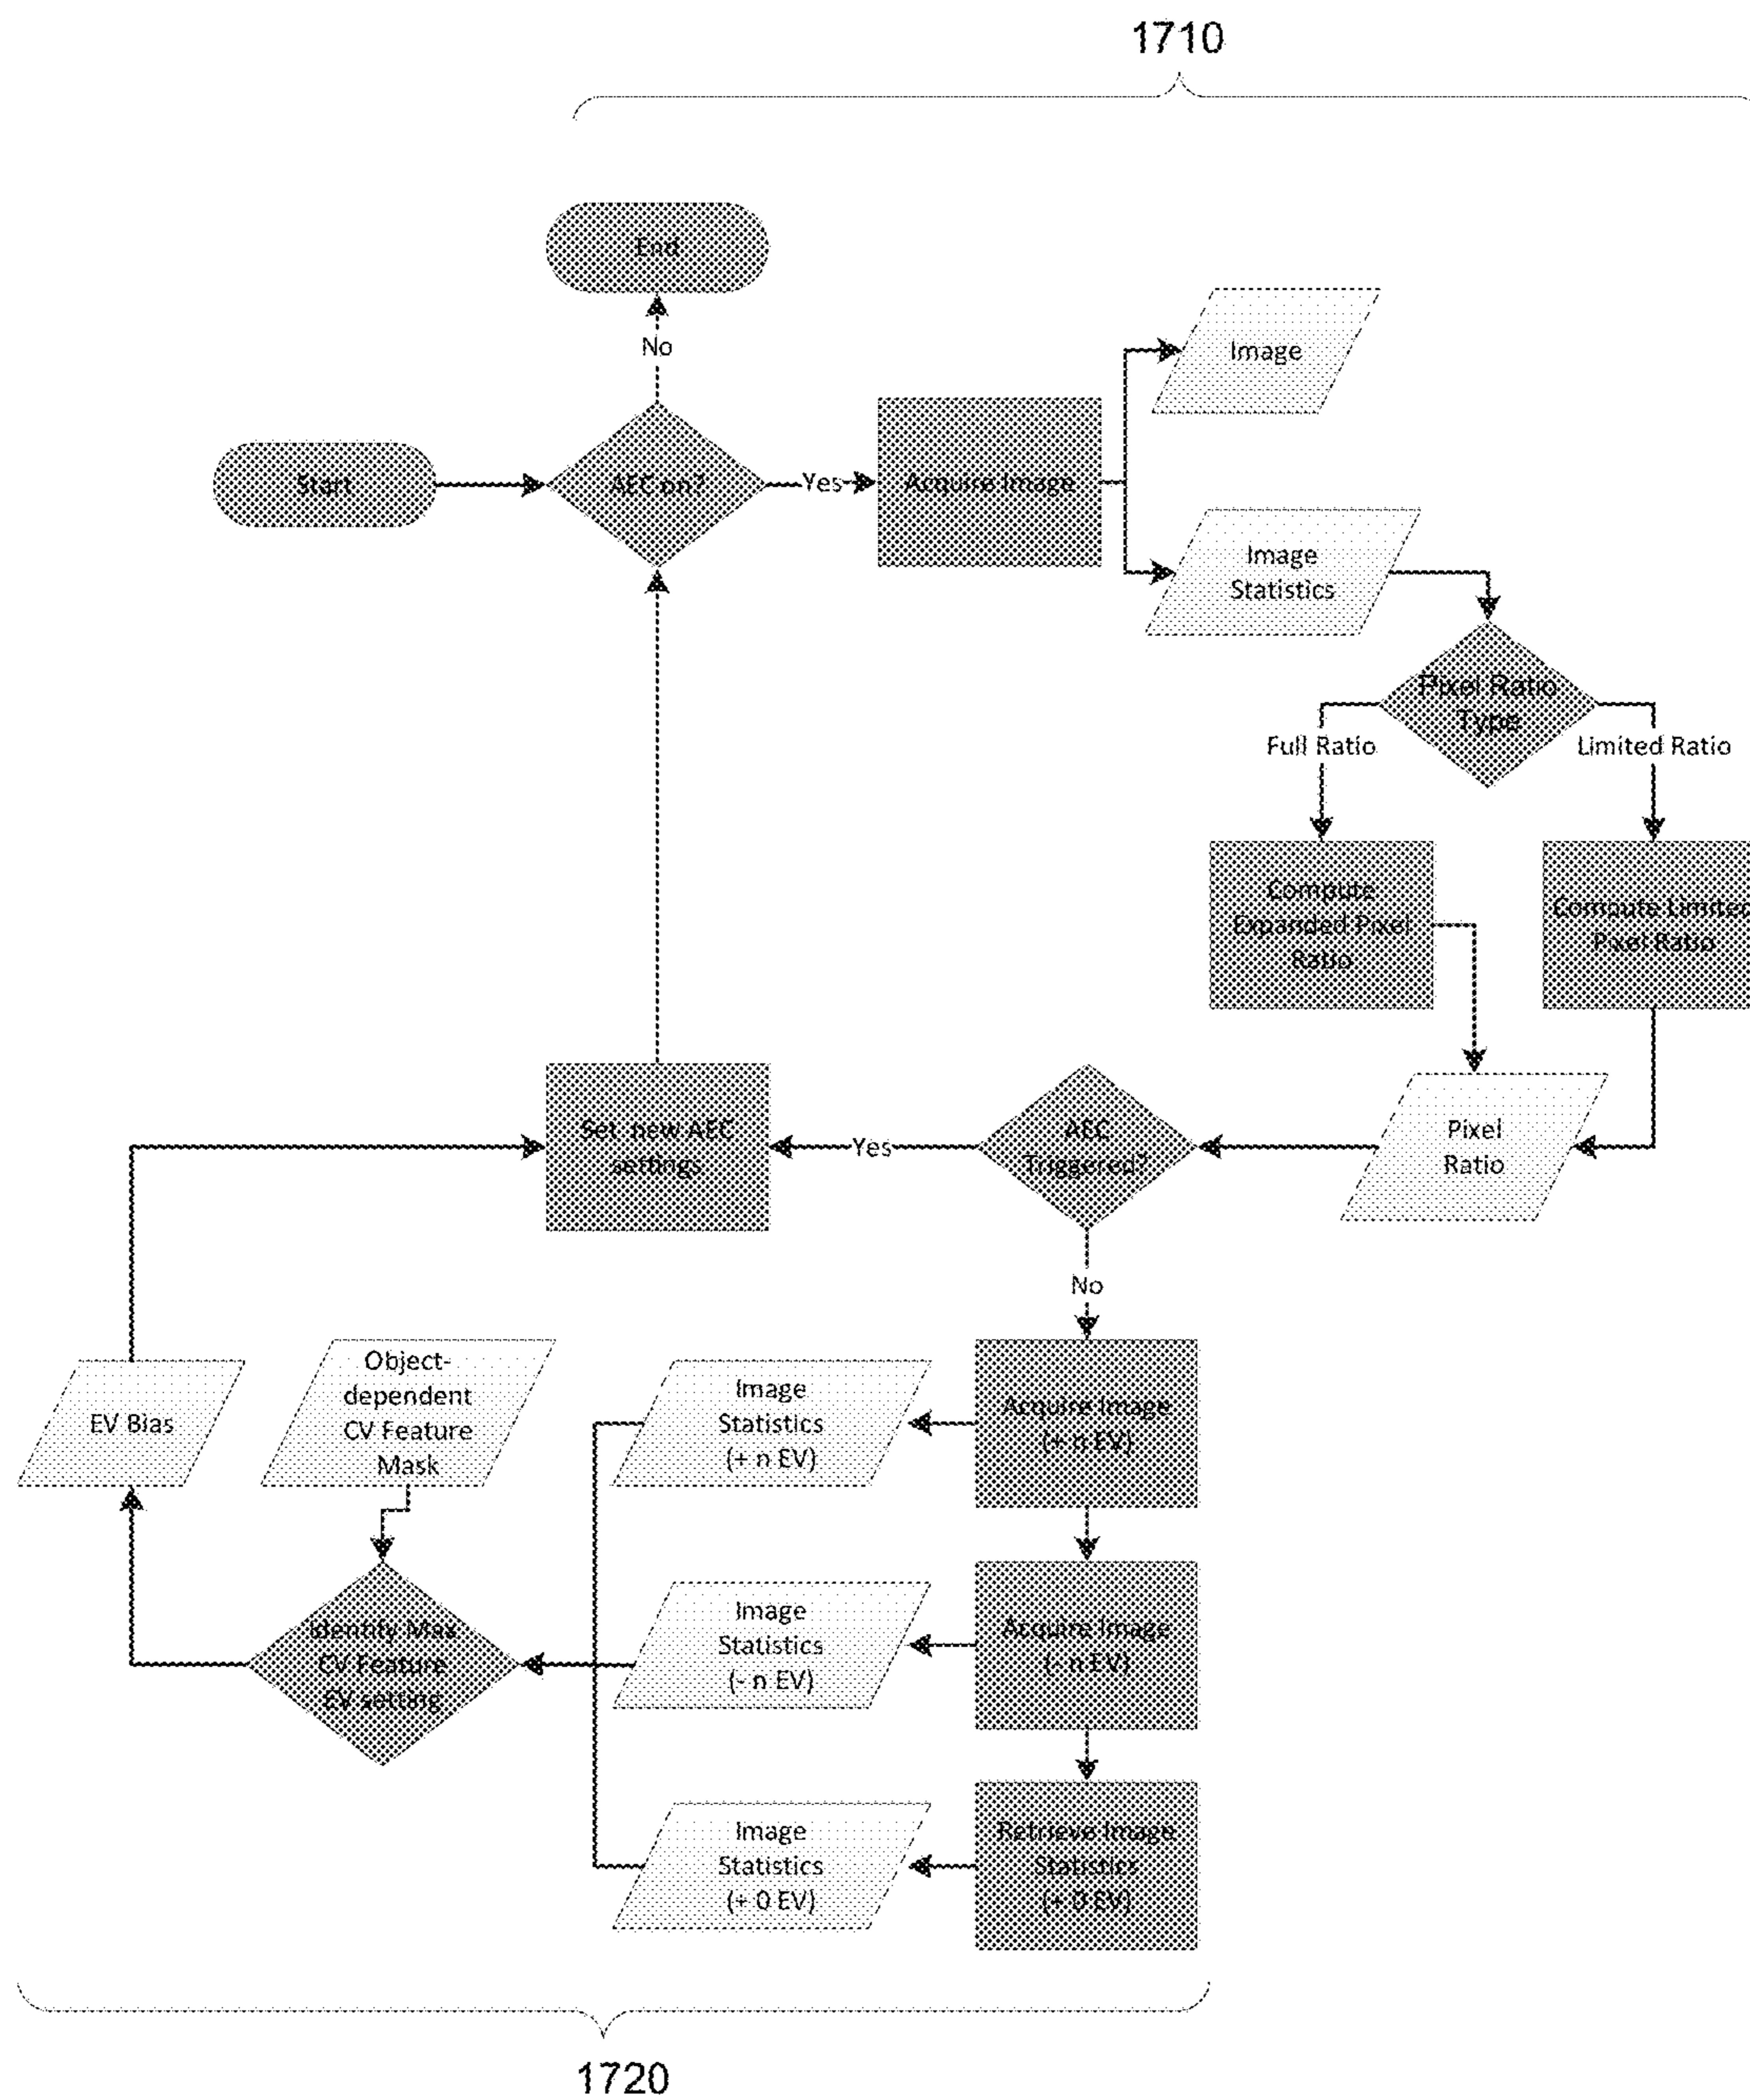 1710
End
No
Image
Start
AEC on?
Yes
Acquire Image
Image
Statistics
Pixel Ratio
Type
Full Ratio
Limited Ratio
Compute
Expanded Pixel
Ratio
Compute Limited
Pixel Ratio
Set new AEC
settings
Yes
AEC
Triggered?
Pixel
Ratio
No
EV Bias
Object-
dependent
CV Feature
Mask
Image
Statistics
(+ n EV)
Acquire Image
(+ n EV)
Identify Max
CV Feature
EV setting
Image
Statistics
(- n EV)
Acquire Image
(- n EV)
Image
Statistics
(+ 0 EV)
Retrieve Image
Statistics
(+ 0 EV)
1720